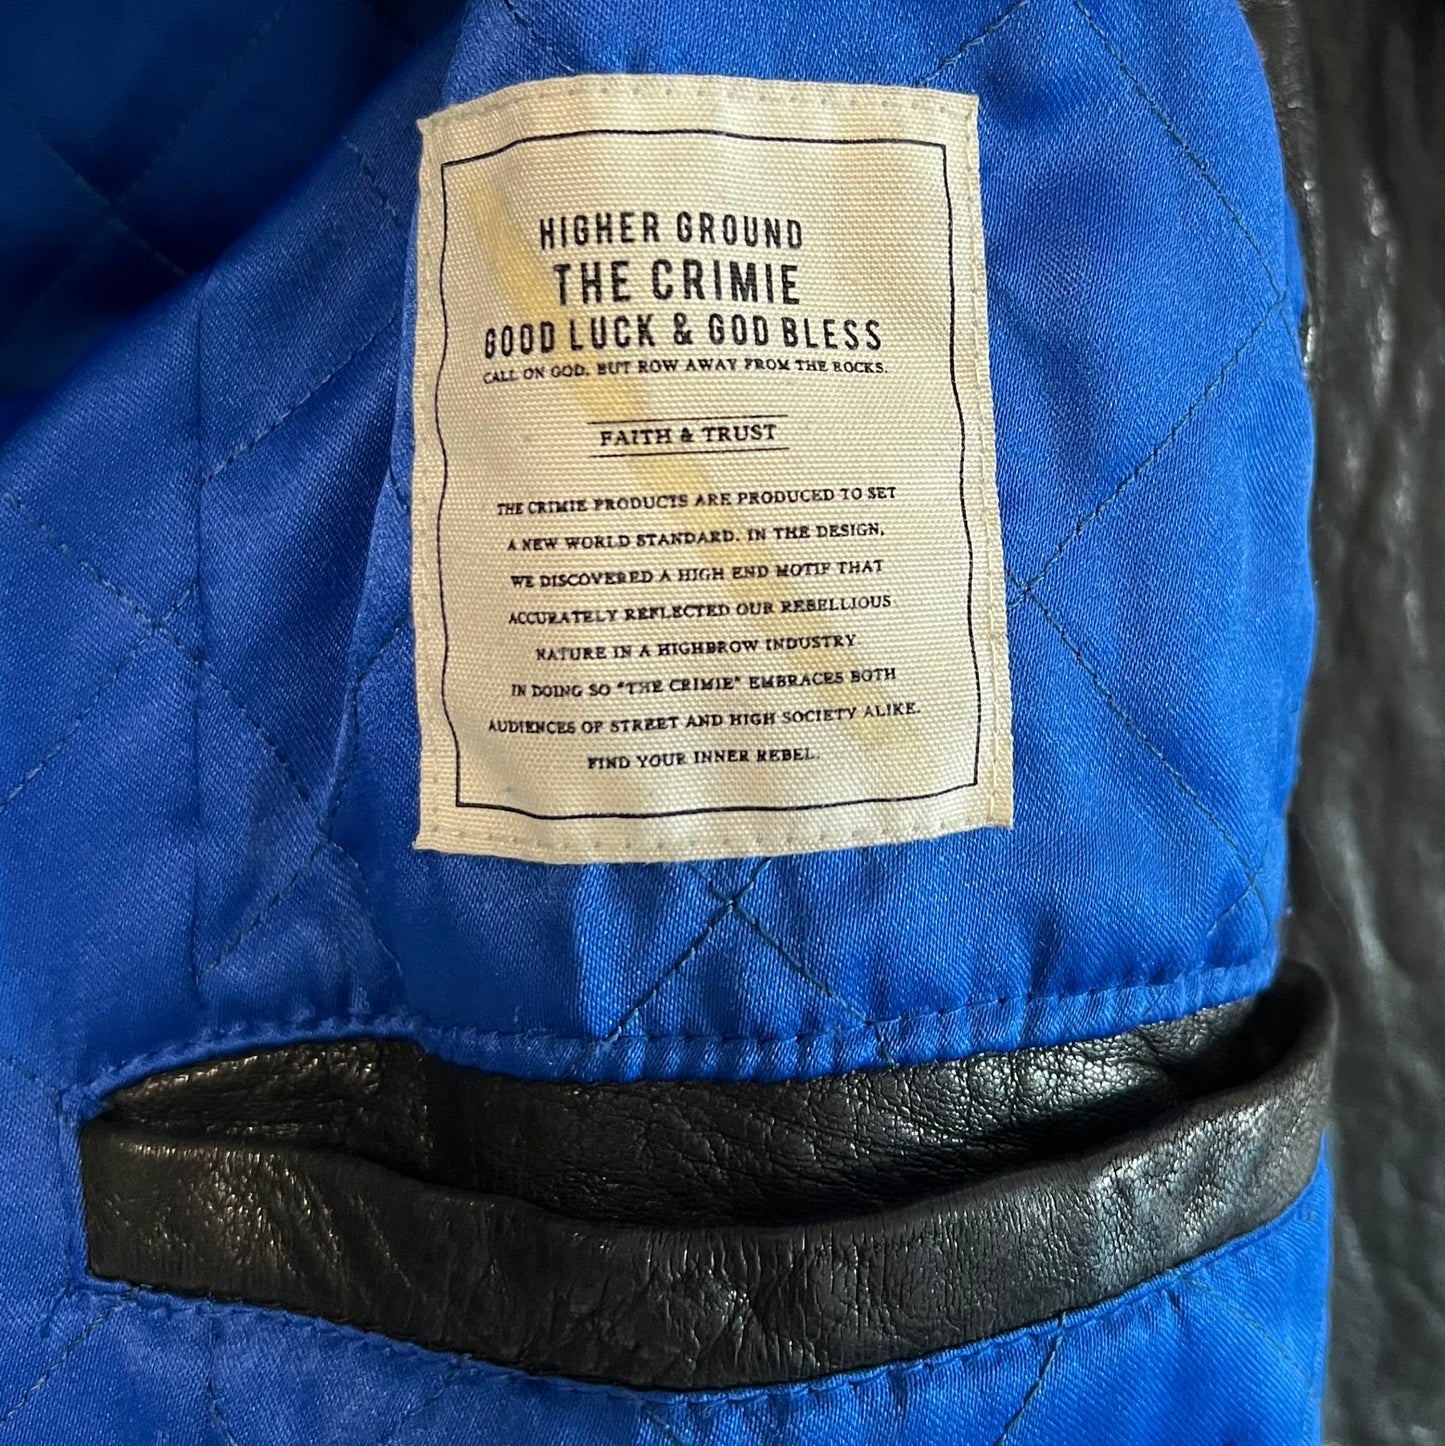 HIGHER GROUND
THE CRIMIE
GOOD LUCK & GOD BLESS
CALL ON GOD. BUT ROW AWAY FROM THE ROCKS.
FAITH & TRUST
THE CRIMIE PRODUCTS ARE PRODUCED TO SET
A NEW WORLD STANDARD. IN THE DESIGN,
WE DISCOVERED A HIGH END MOTIF THAT
ACCURATELY REFLECTED OUR REBELLIOUS
NATURE IN A HIGHBROW INDUSTRY.
IN DOING SO "THE CRIMIE" EMBRACES BOTH
AUDIENCES OF STREET AND HIGH SOCIETY ALIKE.
FIND YOUR INNER REBEL.